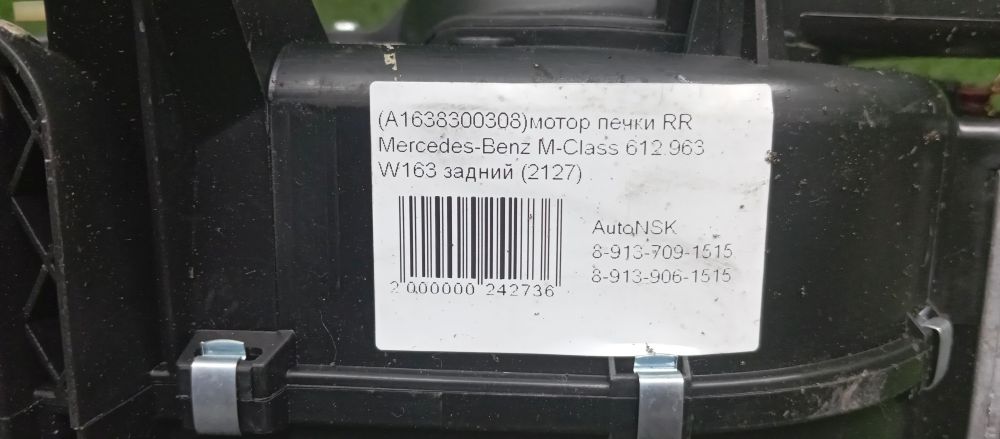 (A1638300308)мотор печки RR
Mercedes-Benz M-Class 612.963
W163 задний (2127)
AutoNSK
8-913-709-1515
8-913-906-1515
2 000000 242736